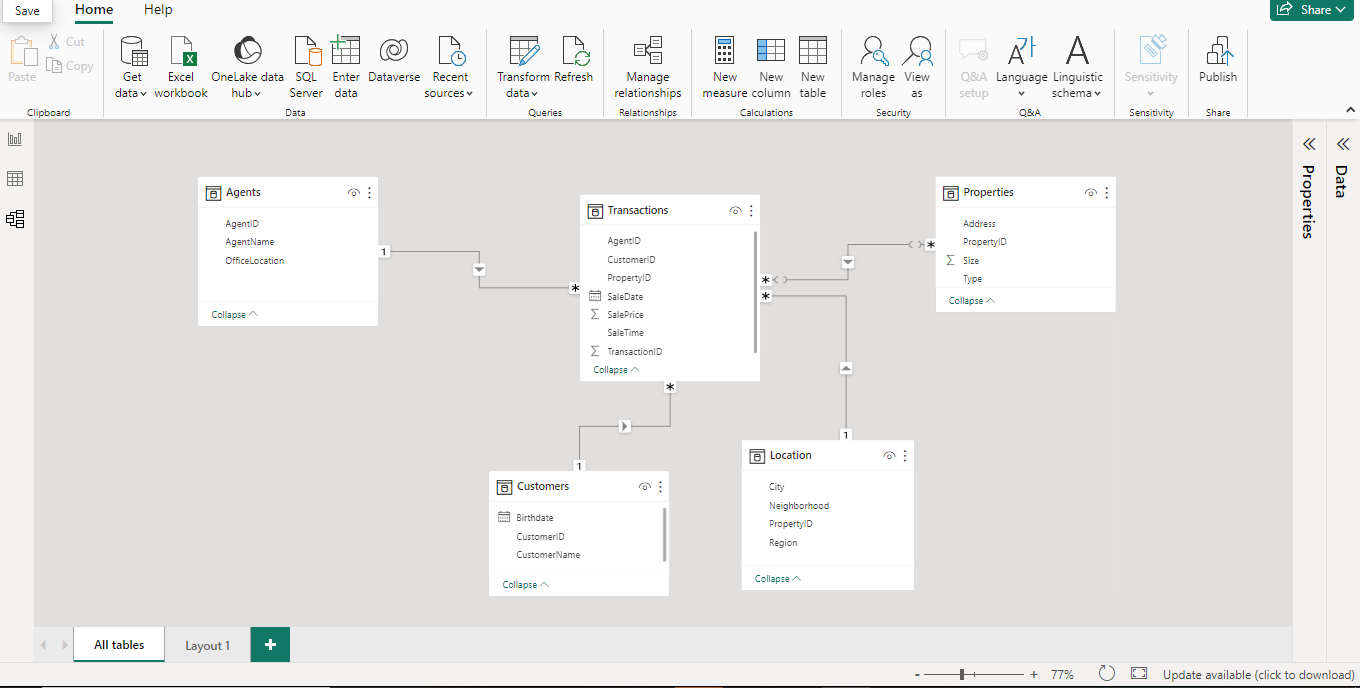 Save
Home
Help
Share
Paste
Cut
Copy
Clipboard
Get data
Excel workbook
OneLake data hub
SQL Server
Enter data
Dataverse
Recent sources
Data
Transform data
Refresh
Queries
Manage relationships
Relationships
New measure
New column
New table
Calculations
Manage roles
View as
Security
Q&A setup
Language
Linguistic schema
Q&A
Sensitivity
Sensitivity
Publish
Share
Agents
AgentID
AgentName
OfficeLocation
Collapse
1
*
Transactions
AgentID
CustomerID
PropertyID
SaleDate
Σ SalePrice
SaleTime
Σ TransactionID
Collapse
*
*
*
Properties
*
Address
PropertyID
Σ Size
Type
Collapse
1
Customers
Birthdate
CustomerID
CustomerName
Collapse
1
Location
City
Neighborhood
PropertyID
Region
Collapse
Properties
Data
All tables
Layout 1
+
-
+
77%
Update available (click to download)